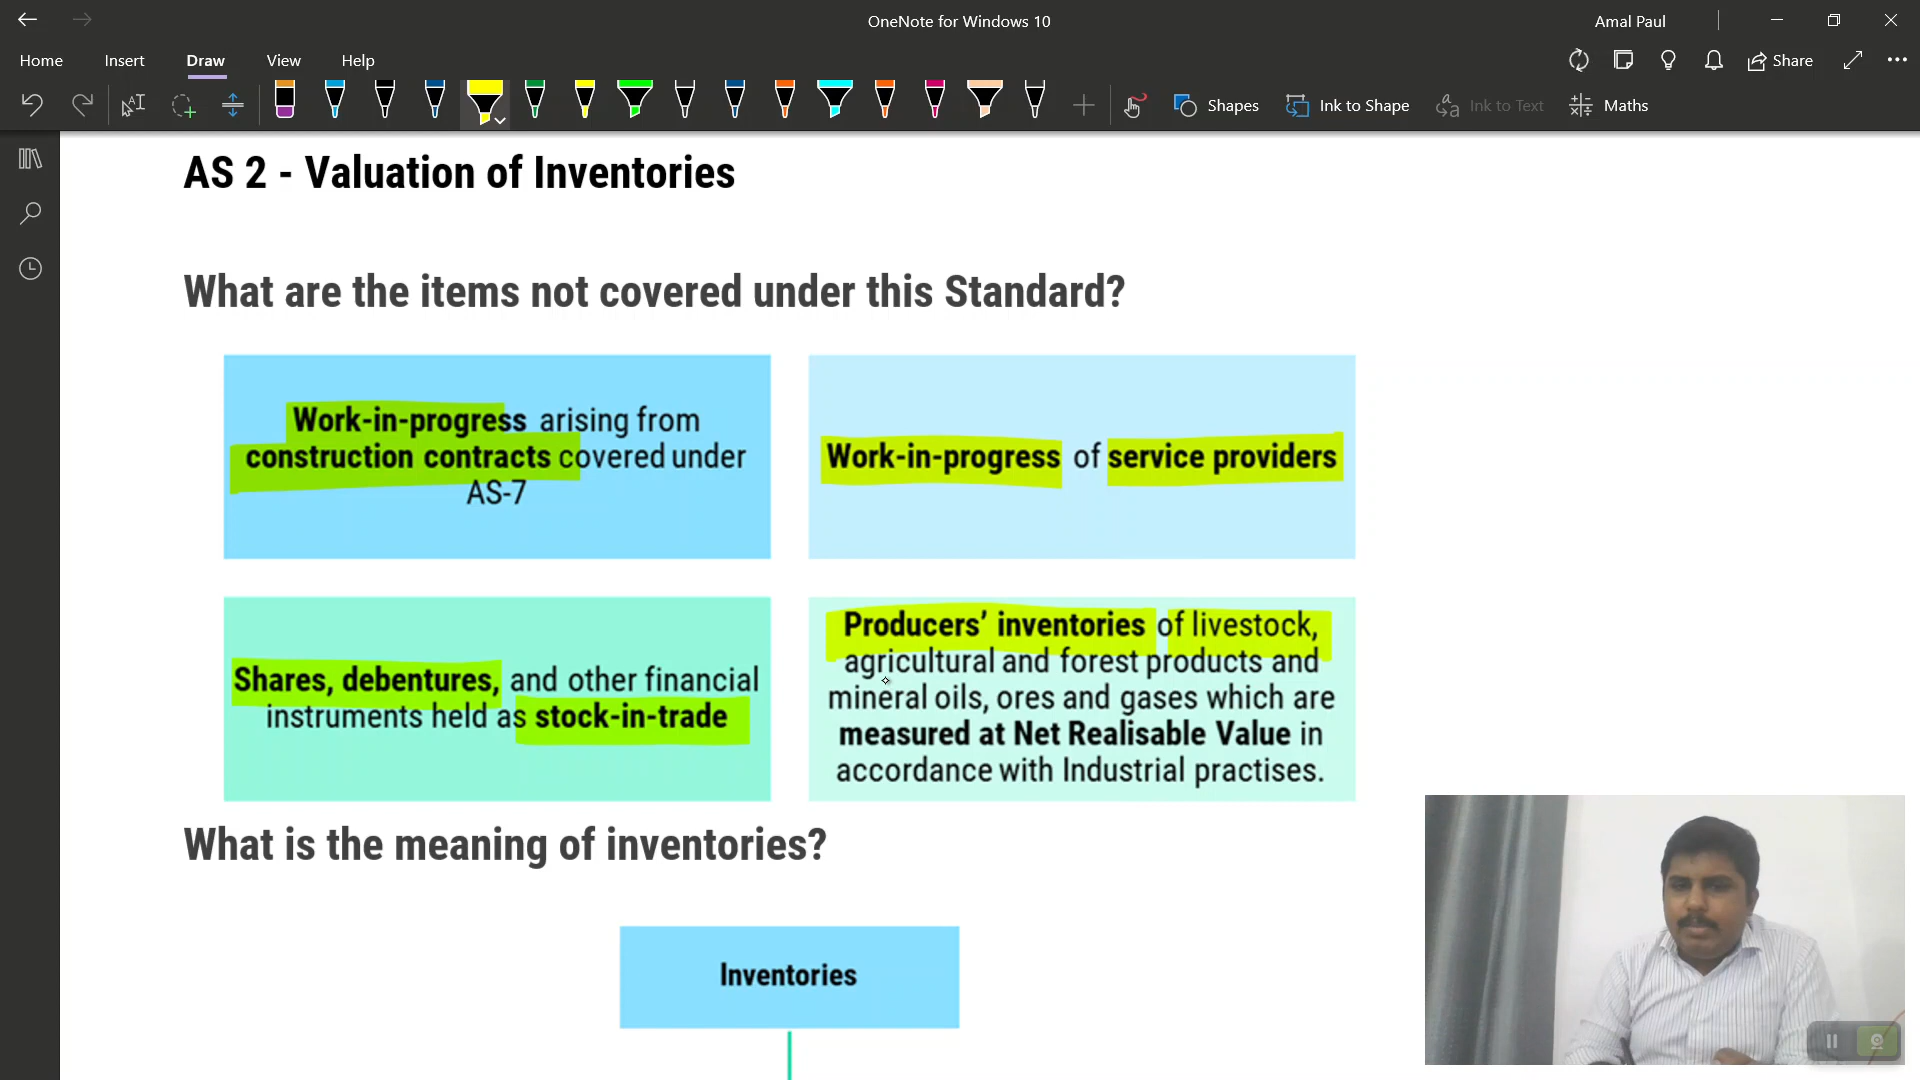 OneNote for Windows 10
Amal Paul
Home Insert Draw View Help
Share
Shapes Ink to Shape Ink to Text Maths
AS 2 - Valuation of Inventories
What are the items not covered under this Standard?
Work-in-progress arising from
construction contracts covered under
AS-7
Work-in-progress of service providers
Shares, debentures, and other financial
instruments held as stock-in-trade
Producers’ inventories of livestock,
agricultural and forest products and
mineral oils, ores and gases which are
measured at Net Realisable Value in
accordance with Industrial practises.
What is the meaning of inventories?
Inventories